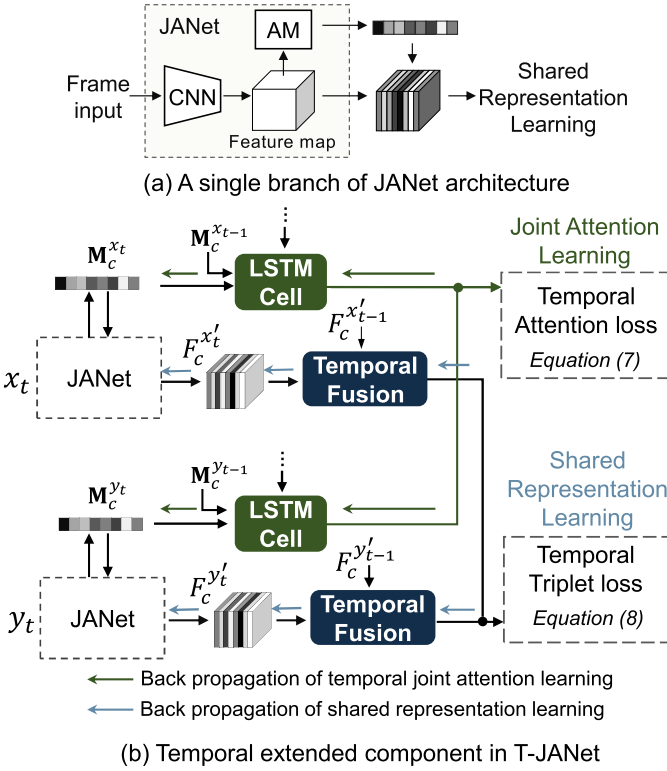 JANet
AM
Frame
input
CNN
Feature map
Shared
Representation
Learning
(a) A single branch of JANet architecture
M_c^{x_t}
M_c^{x_{t-1}}
LSTM
Cell
Joint Attention
Learning
Temporal
Attention loss
Equation (7)
x_t
JANet
F_c^{x_t'}
F_c^{x_{t-1}'}
Temporal
Fusion
M_c^{y_t}
M_c^{y_{t-1}}
LSTM
Cell
Shared
Representation
Learning
Temporal
Triplet loss
Equation (8)
y_t
JANet
F_c^{y_t'}
F_c^{y_{t-1}'}
Temporal
Fusion
Back propagation of temporal joint attention learning
Back propagation of shared representation learning
(b) Temporal extended component in T-JANet